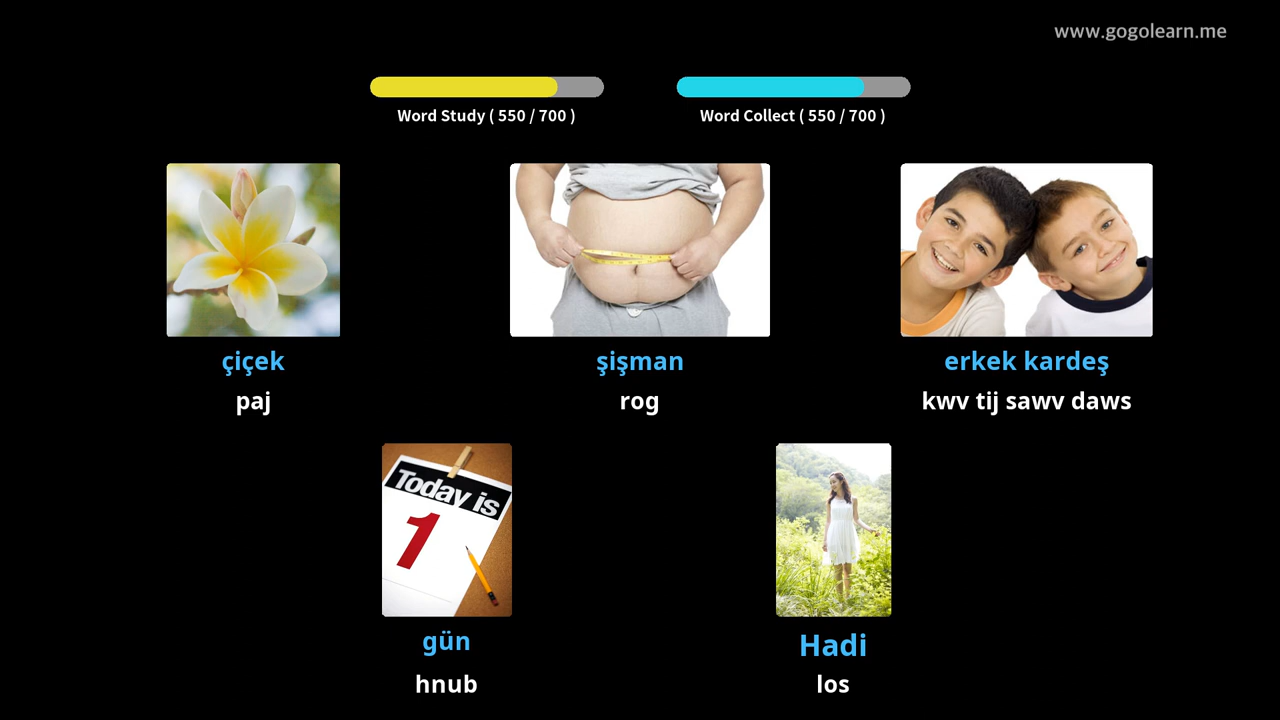 www.gogolearn.me
Word Study ( 550 / 700 )
Word Collect ( 550 / 700 )
çiçek
paj
şişman
rog
erkek kardeş
kwv tij sawv daws
Today is
1
gün
hnub
Hadi
los